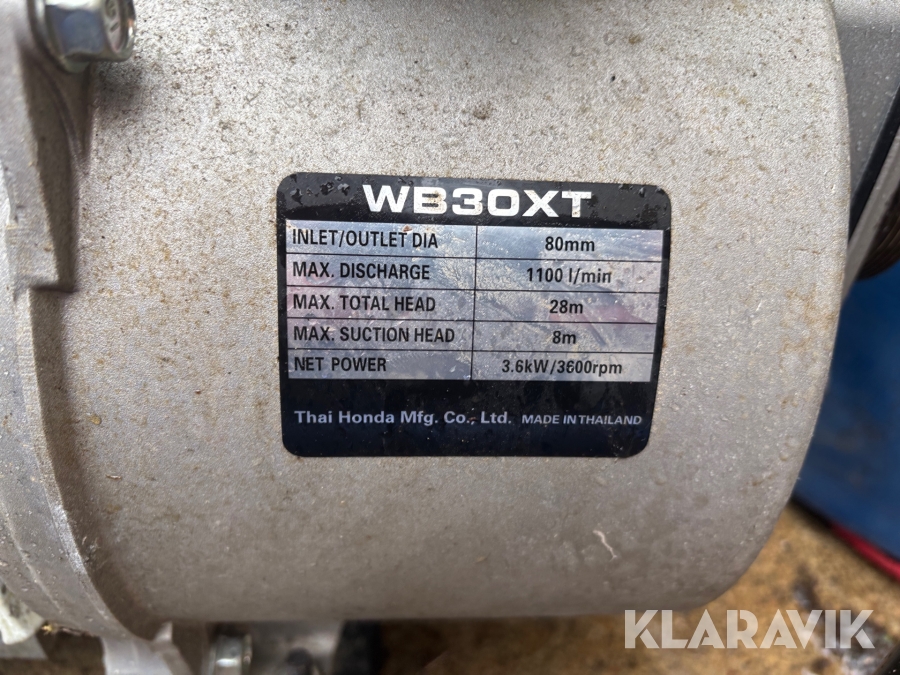 WB30XT
INLET/OUTLET DIA 80mm
MAX. DISCHARGE 1100 l/min
MAX. TOTAL HEAD 28m
MAX. SUCTION HEAD 8m
NET POWER 3.6kW/3600rpm
Thai Honda Mfg. Co., Ltd. MADE IN THAILAND
KLARAVIK